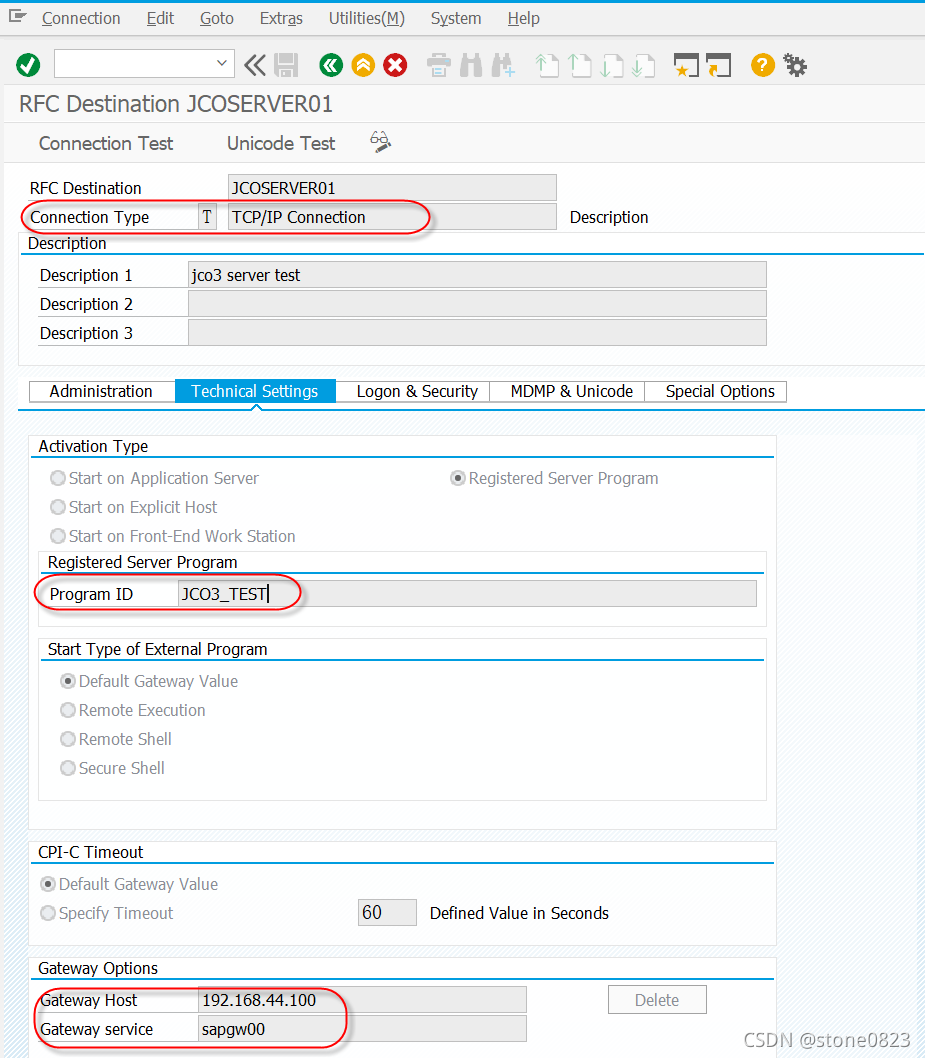 Connection Edit Goto Extras Utilities(M) System Help
RFC Destination JCOSERVER01
Connection Test Unicode Test
RFC Destination JCOSERVER01
Connection Type T TCP/IP Connection Description
Description
Description 1 jco3 server test
Description 2
Description 3
Administration Technical Settings Logon & Security MDMP & Unicode Special Options
Activation Type
Start on Application Server Registered Server Program
Start on Explicit Host
Start on Front-End Work Station
Registered Server Program
Program ID JCO3_TEST
Start Type of External Program
Default Gateway Value
Remote Execution
Remote Shell
Secure Shell
CPI-C Timeout
Default Gateway Value
Specify Timeout 60 Defined Value in Seconds
Gateway Options
Gateway Host 192.168.44.100 Delete
Gateway service sapgw00
CSDN @stone0823